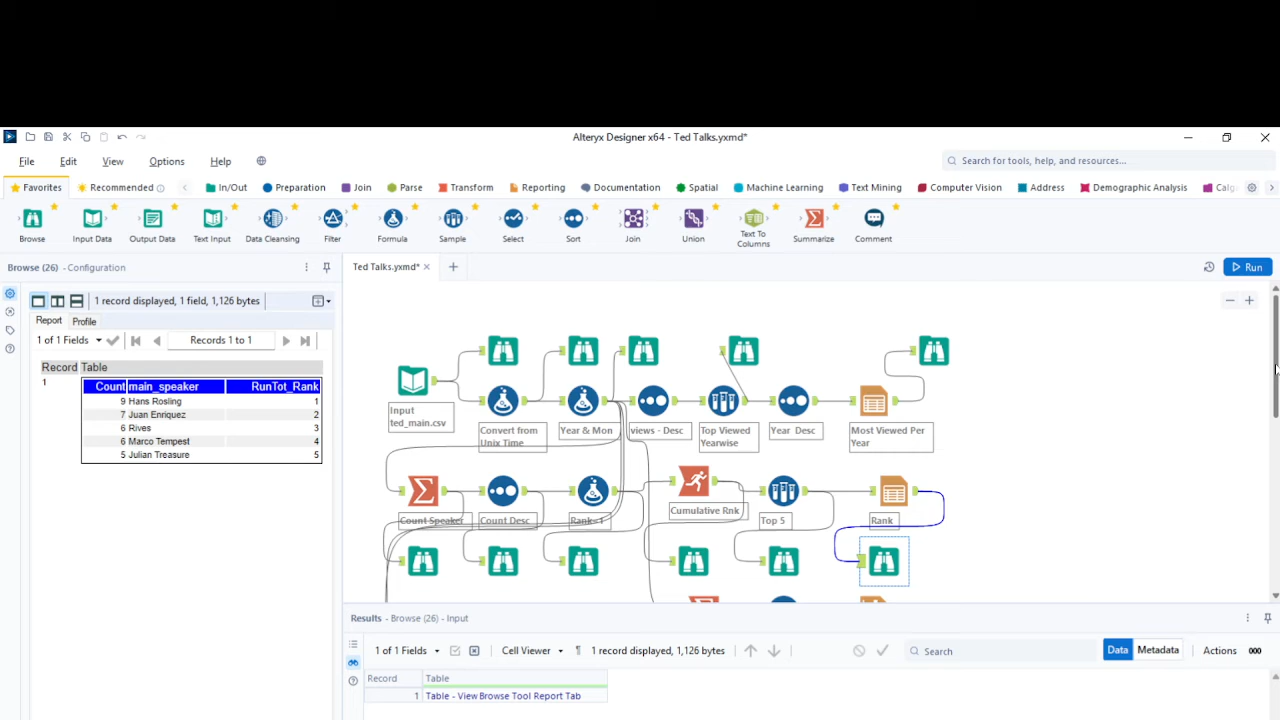 Alteryx Designer x64 - Ted Talks.yxmd*
File Edit View Options Help
Search for tools, help, and resources...
Favorites Recommended In/Out Preparation Join Parse Transform Reporting Documentation Spatial Machine Learning Text Mining Computer Vision Address Demographic Analysis
Browse Input Data Output Data Text Input Data Cleansing Filter Formula Sample Select Sort Join Union Text To Columns Summarize Comment
Browse (26) - Configuration
Ted Talks.yxmd*
Run
1 record displayed, 1 field, 1,126 bytes
Report Profile
1 of 1 Fields Records 1 to 1
Record Table
1
Count main_speaker RunTot_Rank
9 Hans Rosling 1
7 Juan Enriquez 2
6 Rives 3
6 Marco Tempest 4
5 Julian Treasure 5
Input
ted_main.csv
Convert from
Unix Time
Year & Mon
views - Desc
Top Viewed
Yearwise
Year Desc
Most Viewed Per
Year
Count Speaker
Count Desc
Rank=1
Cumulative Rnk
Top 5
Rank
Results - Browse (26) - Input
1 of 1 Fields Cell Viewer 1 record displayed, 1,126 bytes Search Data Metadata Actions 000
Record Table
1 Table - View Browse Tool Report Tab